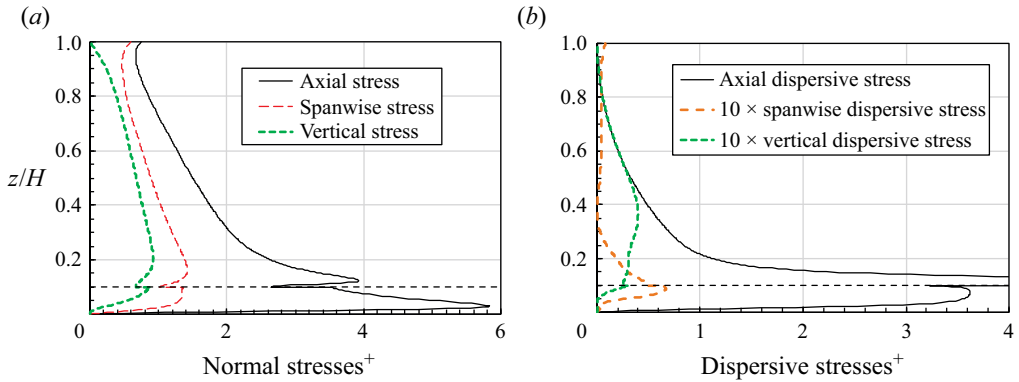 (a)
1.0
0.8
0.6
z/H
0.4
0.2
0
2
4
6
Axial stress
Spanwise stress
Vertical stress
Normal stresses+
(b)
1.0
0.8
0.6
0.4
0.2
0
1
2
3
4
Axial dispersive stress
10 × spanwise dispersive stress
10 × vertical dispersive stress
Dispersive stresses+